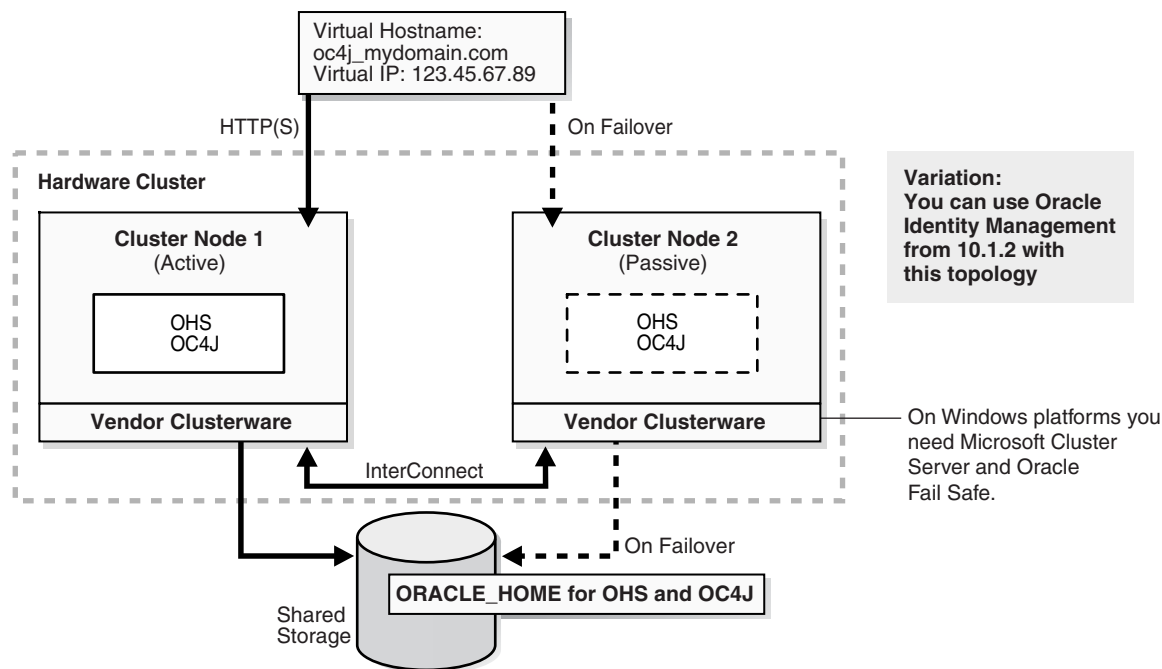 Virtual Hostname:
oc4j_mydomain.com
Virtual IP: 123.45.67.89
HTTP(S)
On Failover
Hardware Cluster
Cluster Node 1
(Active)
OHS
OC4J
Vendor Clusterware
Cluster Node 2
(Passive)
OHS
OC4J
Vendor Clusterware
Variation:
You can use Oracle
Identity Management
from 10.1.2 with
this topology
On Windows platforms you
need Microsoft Cluster
Server and Oracle
Fail Safe.
InterConnect
On Failover
ORACLE_HOME for OHS and OC4J
Shared
Storage